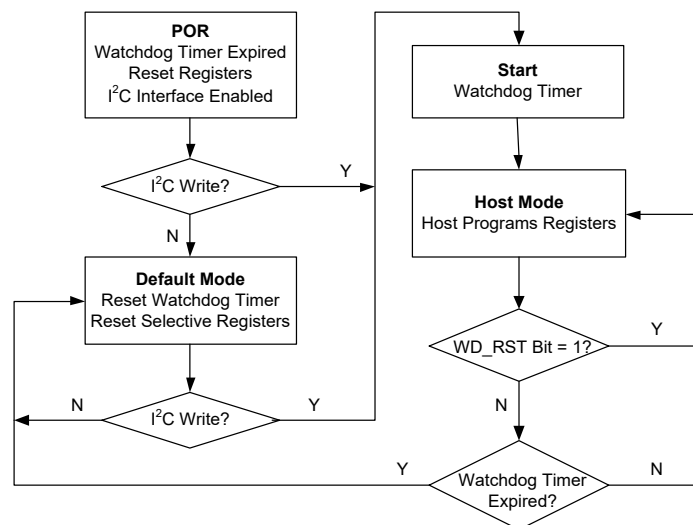 POR
Watchdog Timer Expired
Reset Registers
I²C Interface Enabled
Start
Watchdog Timer
I²C Write?
Y
N
Host Mode
Host Programs Registers
Default Mode
Reset Watchdog Timer
Reset Selective Registers
WD_RST Bit = 1?
Y
N
I²C Write?
N
Y
Watchdog Timer
Expired?
Y
N